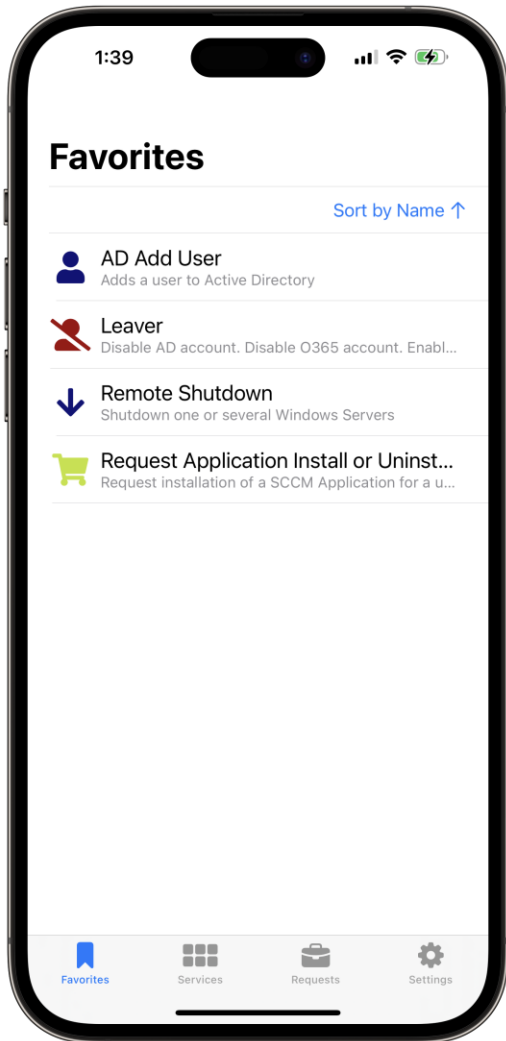 1:39
Favorites
Sort by Name ↑
AD Add User
Adds a user to Active Directory
Leaver
Disable AD account. Disable O365 account. Enabl...
Remote Shutdown
Shutdown one or several Windows Servers
Request Application Install or Uninst...
Request installation of a SCCM Application for a u...
Favorites
Services
Requests
Settings